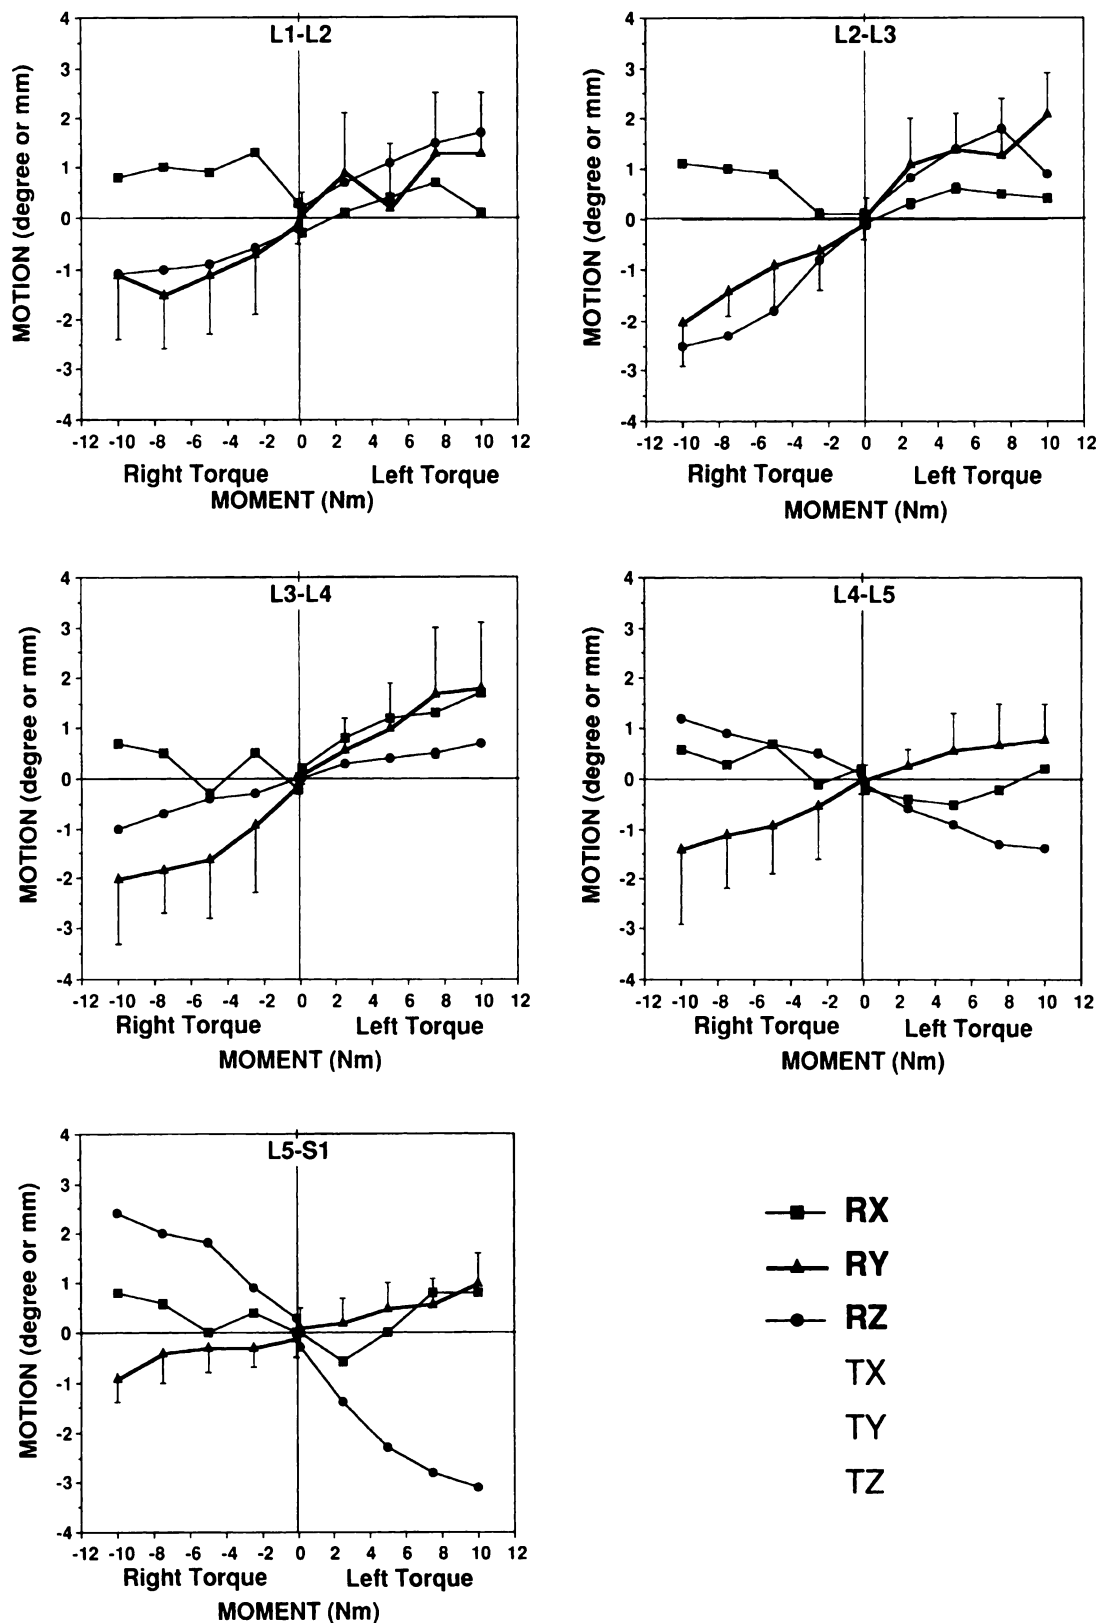 L1-L2
MOTION (degree or mm)
4
3
2
1
0
-1
-2
-3
-4
-12 -10 -8 -6 -4 -2 0 2 4 6 8 10 12
Right Torque Left Torque
MOMENT (Nm)
L2-L3
MOTION (degree or mm)
4
3
2
1
0
-1
-2
-3
-4
-12 -10 -8 -6 -4 -2 0 2 4 6 8 10 12
Right Torque Left Torque
MOMENT (Nm)
L3-L4
MOTION (degree or mm)
4
3
2
1
0
-1
-2
-3
-4
-12 -10 -8 -6 -4 -2 0 2 4 6 8 10 12
Right Torque Left Torque
MOMENT (Nm)
L4-L5
MOTION (degree or mm)
4
3
2
1
0
-1
-2
-3
-4
-12 -10 -8 -6 -4 -2 0 2 4 6 8 10 12
Right Torque Left Torque
MOMENT (Nm)
L5-S1
MOTION (degree or mm)
4
3
2
1
0
-1
-2
-3
-4
-12 -10 -8 -6 -4 -2 0 2 4 6 8 10 12
Right Torque Left Torque
MOMENT (Nm)
RX
RY
RZ
TX
TY
TZ